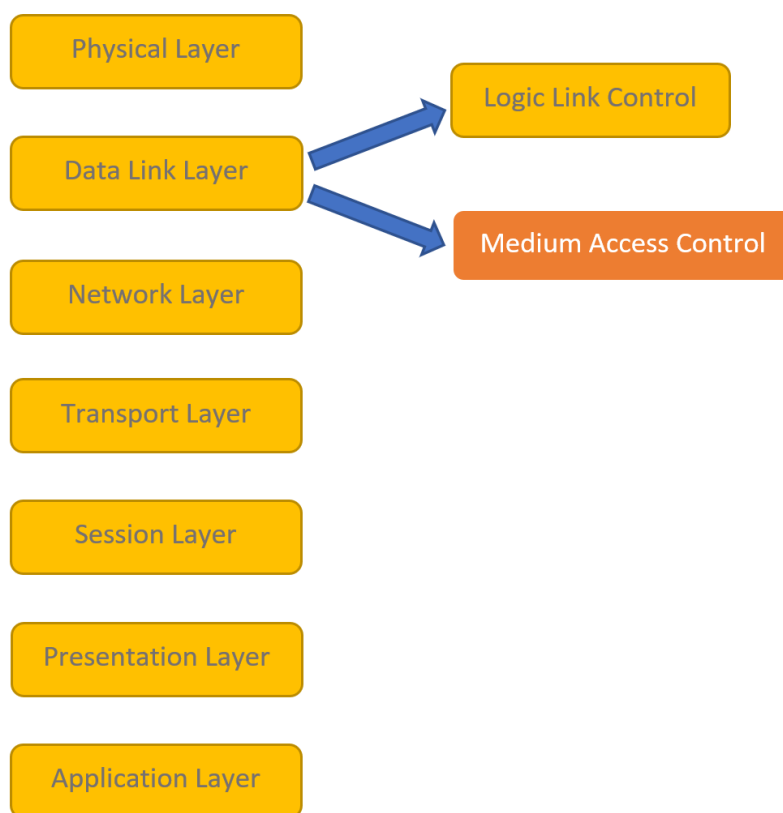 Physical Layer
Data Link Layer
Logic Link Control
Medium Access Control
Network Layer
Transport Layer
Session Layer
Presentation Layer
Application Layer